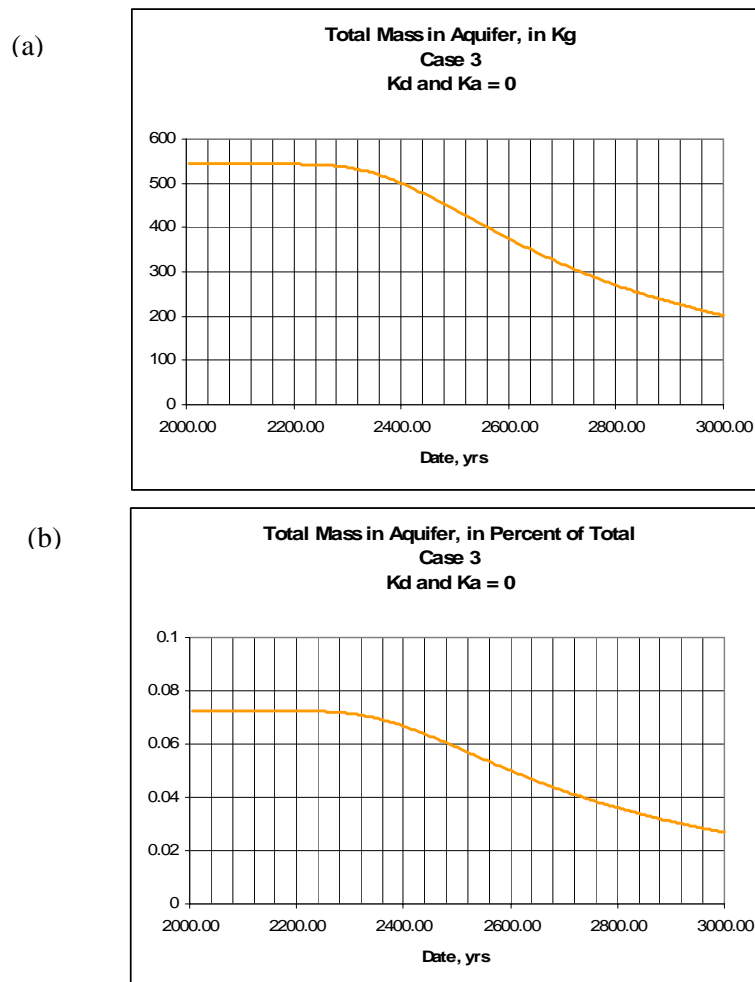 (a)
Total Mass in Aquifer, in Kg
Case 3
Kd and Ka = 0
600
500
400
300
200
100
0
2000.00 2200.00 2400.00 2600.00 2800.00 3000.00
Date, yrs
(b)
Total Mass in Aquifer, in Percent of Total
Case 3
Kd and Ka = 0
0.1
0.08
0.06
0.04
0.02
0
2000.00 2200.00 2400.00 2600.00 2800.00 3000.00
Date, yrs